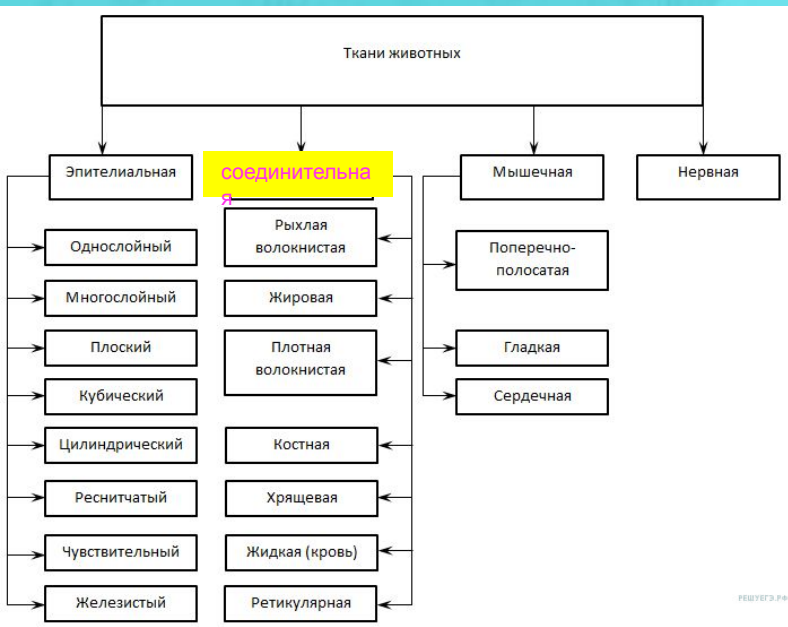 Ткани животных
Эпителиальная
соединительна
я
Мышечная
Нервная
Однослойный
Многослойный
Плоский
Кубический
Цилиндрический
Реснитчатый
Чувствительный
Железистый
Рыхлая
волокнистая
Жировая
Плотная
волокнистая
Костная
Хрящевая
Жидкая (кровь)
Ретикулярная
Поперечно-
полосатая
Гладкая
Сердечная
РЕШУЕГЭ.РФ